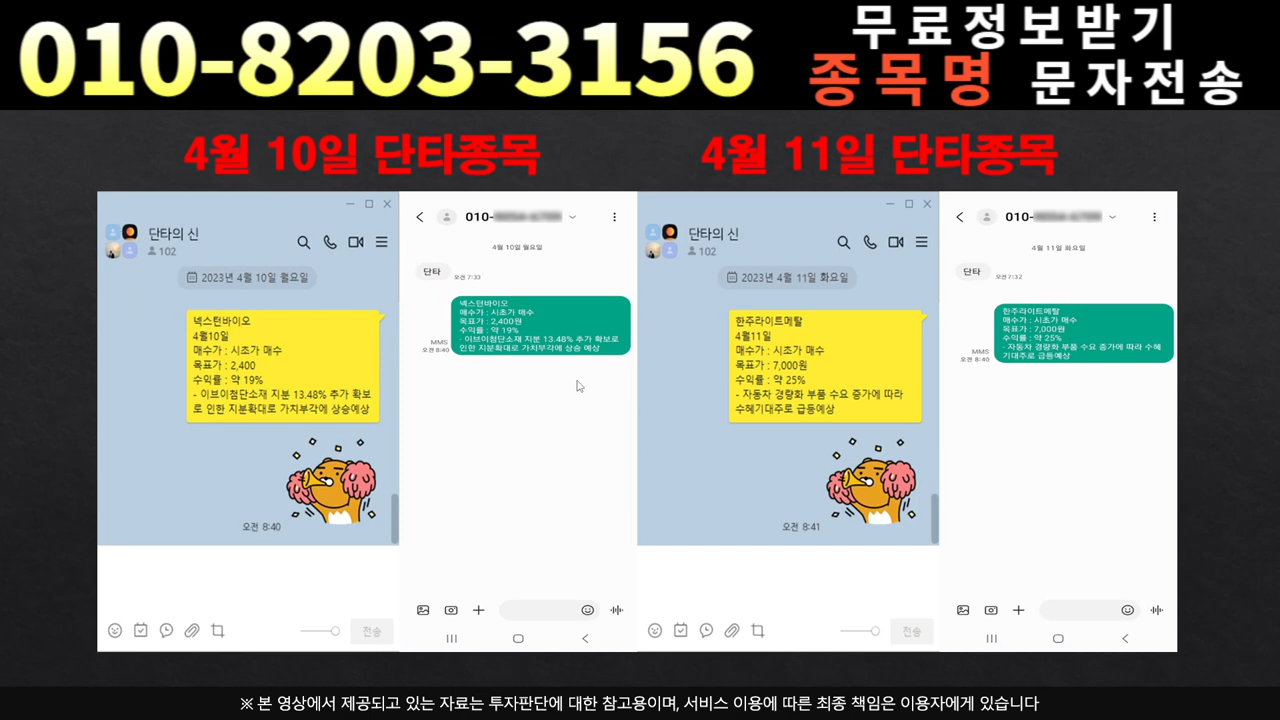 010-8203-3156
무료정보받기
종목명 문자전송
4월 10일 단타종목
4월 11일 단타종목
단타의 신
102
2023년 4월 10일 월요일
넥스턴바이오
4월10일
매수가 : 시초가 매수
목표가 : 2,400
수익률 : 약 19%
- 이브이첨단소재 지분 13.48% 추가 확보
로 인한 지분확대로 가치부각에 상승예상
오전 8:40
전송
010-
4월 10일 월요일
단타
오전 7:33
넥스턴바이오
매수가 : 시초가 매수
목표가 : 2,400원
수익률 : 약 19%
- 이브이첨단소재 지분 13.48% 추가 확보로
인한 지분확대로 가치부각에 상승 예상
MMS
오전 8:40
단타의 신
102
2023년 4월 11일 화요일
한주라이트메탈
4월11일
매수가 : 시초가 매수
목표가 : 7,000원
수익률 : 약 25%
- 자동차 경량화 부품 수요 증가에 따라
수혜기대주로 급등예상
오전 8:41
전송
010-
4월 11일 화요일
단타
오전 7:32
한주라이트메탈
매수가 : 시초가 매수
목표가 : 7,000원
수익률 : 약 25%
- 자동차 경량화 부품 수요 증가에 따라 수혜
기대주로 급등예상
MMS
오전 8:40
※ 본 영상에서 제공되고 있는 자료는 투자판단에 대한 참고용이며, 서비스 이용에 따른 최종 책임은 이용자에게 있습니다